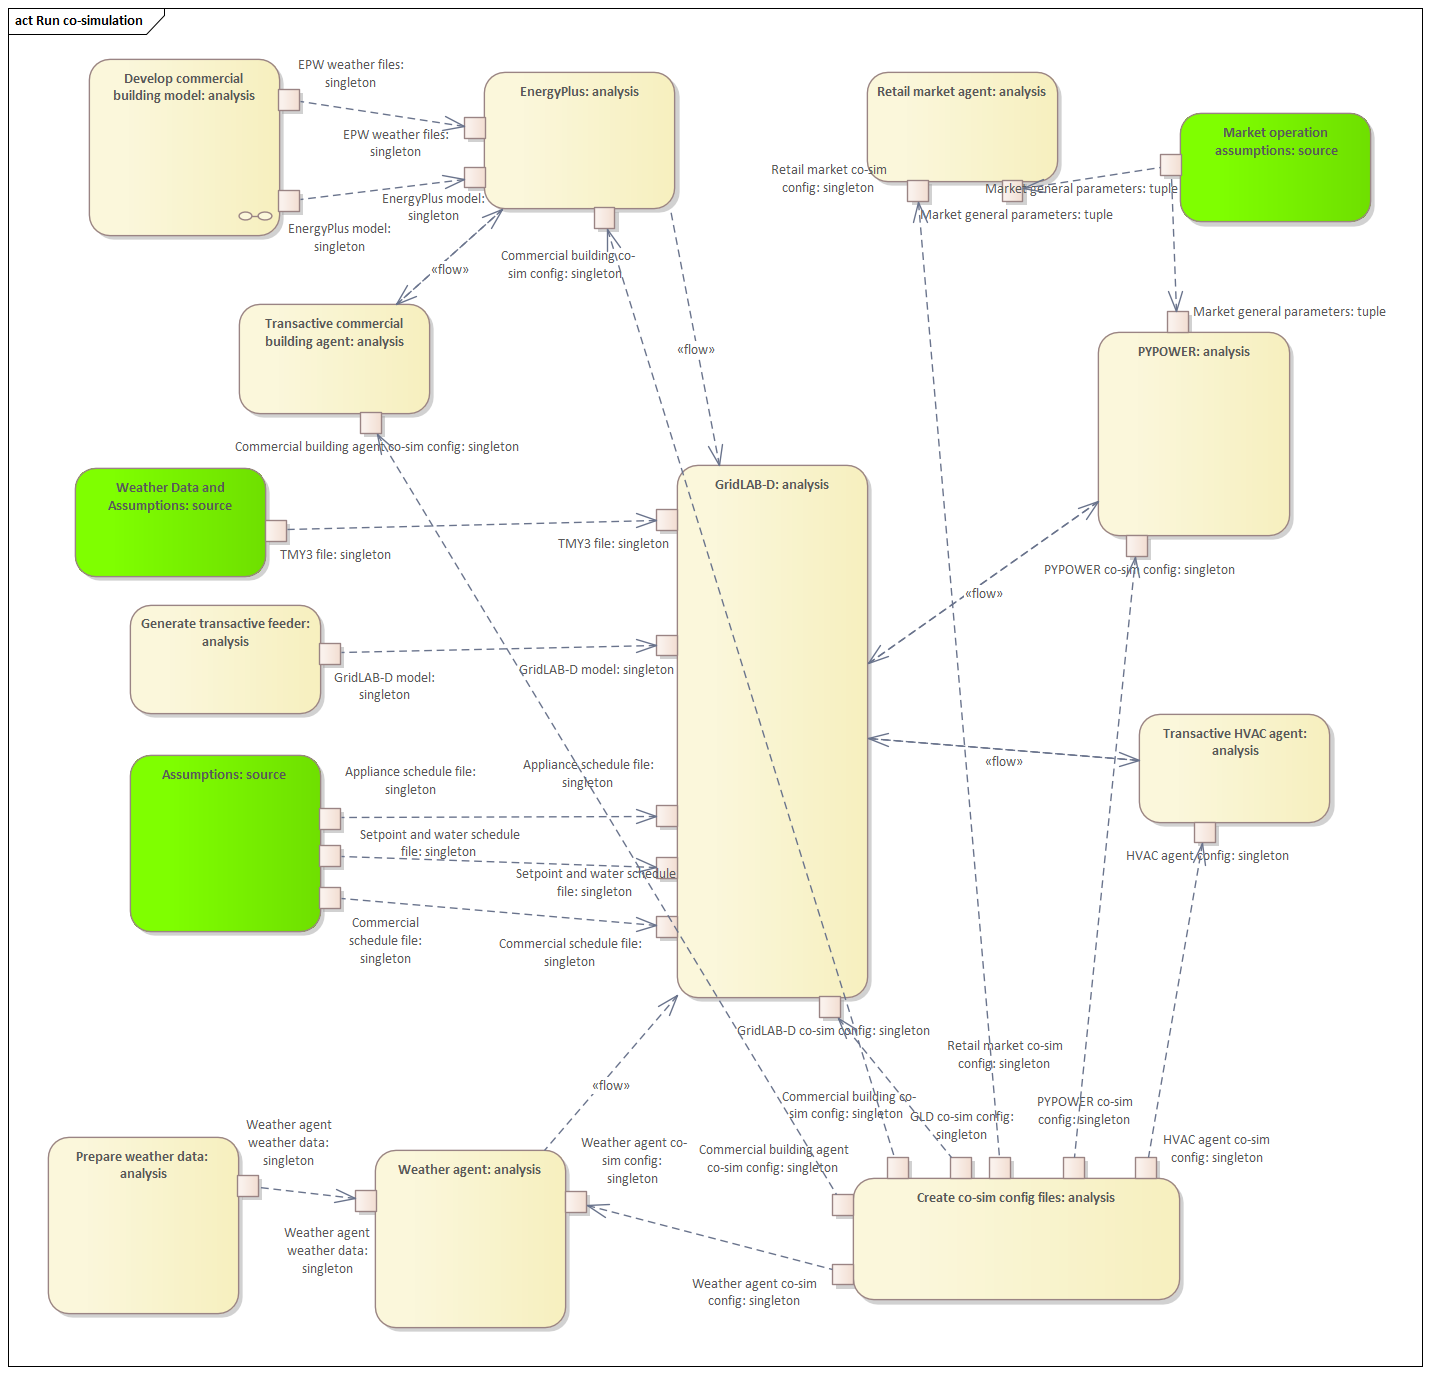 act Run co-simulation
Develop commercial
building model: analysis
EPW weather files:
singleton
EPW weather files:
singleton
EnergyPlus model:
singleton
EnergyPlus model:
singleton
EnergyPlus: analysis
Commercial building co-
sim config: singleton
«flow»
«flow»
Retail market agent: analysis
Retail market co-sim
config: singleton
Market general parameters: tuple
Market general parameters: tuple
Market operation
assumptions: source
Market general parameters: tuple
PYPOWER: analysis
PYPOWER co-sim config: singleton
Transactive commercial
building agent: analysis
Commercial building agent co-sim config: singleton
Weather Data and
Assumptions: source
TMY3 file: singleton
TMY3 file: singleton
GridLAB-D: analysis
«flow»
Generate transactive feeder:
analysis
GridLAB-D model:
singleton
GridLAB-D model: singleton
Transactive HVAC agent:
analysis
«flow»
HVAC agent config: singleton
Assumptions: source
Appliance schedule file:
singleton
Appliance schedule file:
singleton
Setpoint and water schedule
file: singleton
Setpoint and water schedule
file: singleton
Commercial
schedule file:
singleton
Commercial schedule file:
singleton
GridLAB-D co-sim config: singleton
«flow»
Retail market co-sim
config: singleton
Commercial building co-
sim config: singleton
GLD co-sim config:
singleton
PYPOWER co-sim
config: singleton
HVAC agent co-sim
config: singleton
Commercial building agent
co-sim config: singleton
Create co-sim config files: analysis
Prepare weather data:
analysis
Weather agent
weather data:
singleton
Weather agent
weather data:
singleton
Weather agent: analysis
Weather agent co-
sim config:
singleton
Weather agent co-sim
config: singleton